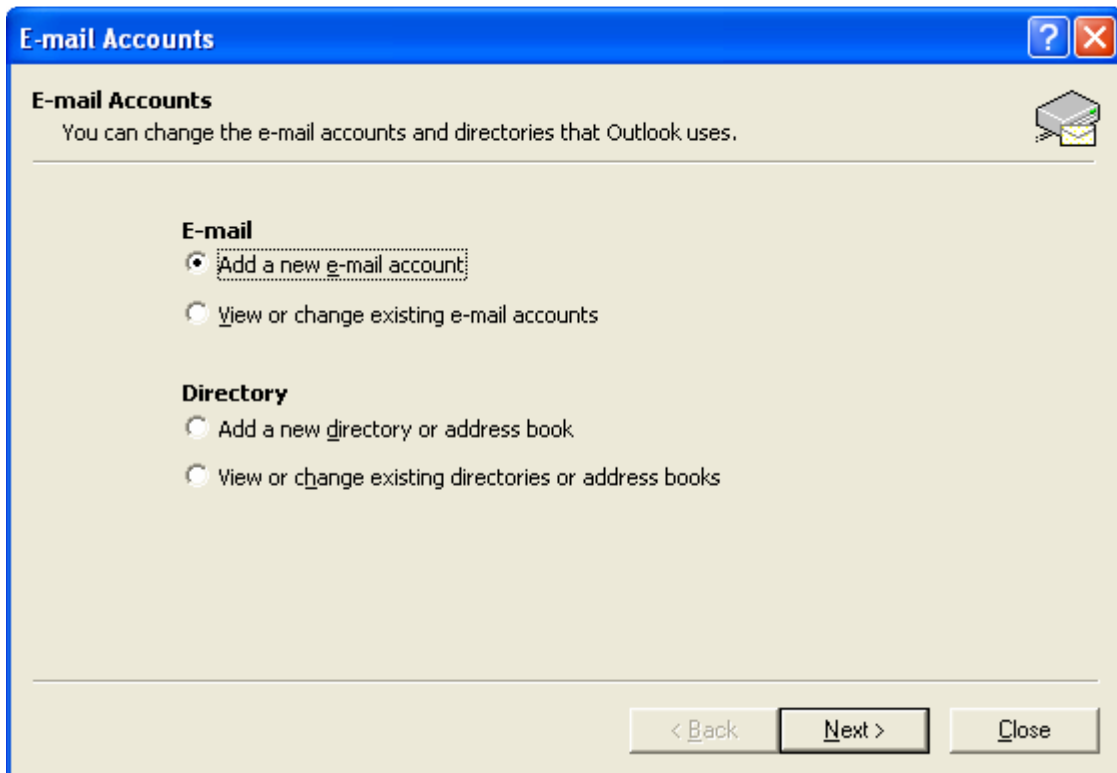 E-mail Accounts
E-mail Accounts
You can change the e-mail accounts and directories that Outlook uses.
E-mail
Add a new e-mail account
View or change existing e-mail accounts
Directory
Add a new directory or address book
View or change existing directories or address books
< Back Next > Close